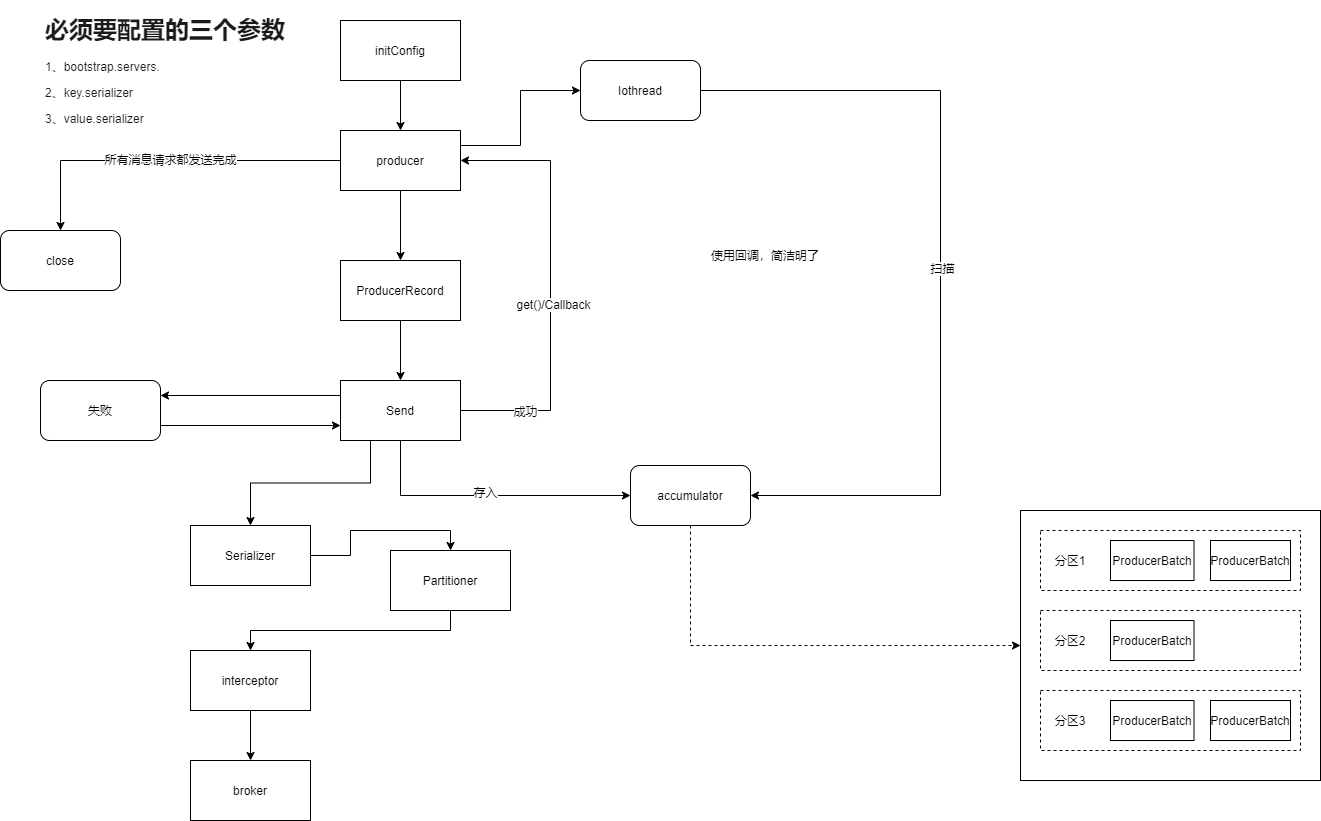 必须要配置的三个参数
1、bootstrap.servers.
2、key.serializer
3、value.serializer
initConfig
Iothread
producer
所有消息请求都发送完成
close
使用回调，简洁明了
扫描
ProducerRecord
get()/Callback
失败
Send
成功
存入
accumulator
Serializer
Partitioner
interceptor
broker
分区1 ProducerBatch ProducerBatch
分区2 ProducerBatch
分区3 ProducerBatch ProducerBatch